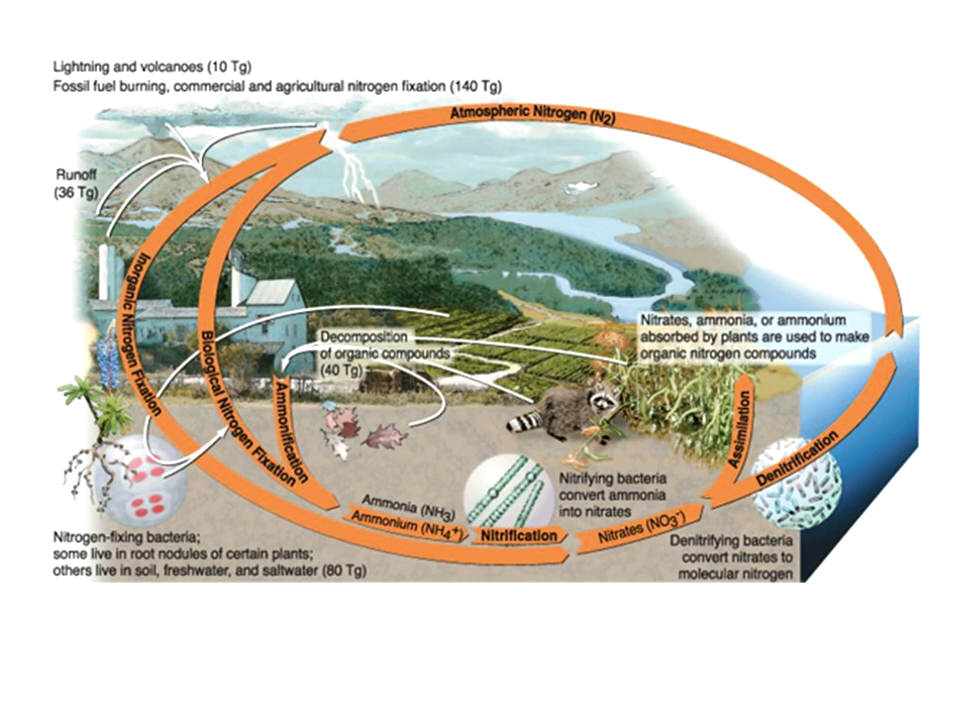 Lightning and volcanoes (10 Tg)
Fossil fuel burning, commercial and agricultural nitrogen fixation (140 Tg)
Atmospheric Nitrogen (N2)
Runoff
(36 Tg)
Inorganic Nitrogen Fixation
Biological Nitrogen Fixation
Decomposition
of organic compounds
(40 Tg)
Nitrates, ammonia, or ammonium
absorbed by plants are used to make
organic nitrogen compounds
Ammonification
Assimilation
Denitrification
Nitrifying bacteria
convert ammonia
into nitrates
Ammonia (NH3)
Ammonium (NH4+)
Nitrification
Nitrates (NO3-)
Nitrogen-fixing bacteria;
some live in root nodules of certain plants;
others live in soil, freshwater, and saltwater (80 Tg)
Denitrifying bacteria
convert nitrates to
molecular nitrogen